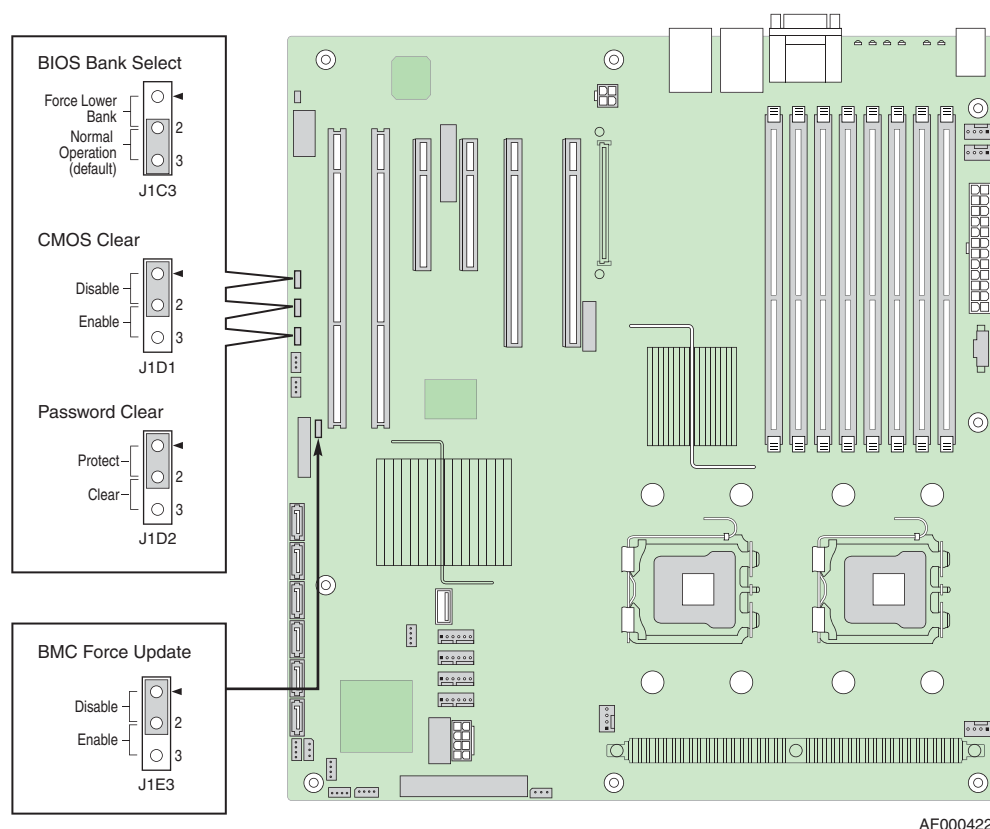 BIOS Bank Select
Force Lower
Bank
2
Normal
Operation
(default)
3
J1C3
CMOS Clear
Disable
2
Enable
3
J1D1
Password Clear
Protect
2
Clear
3
J1D2
BMC Force Update
Disable
2
Enable
3
J1E3
AF000422